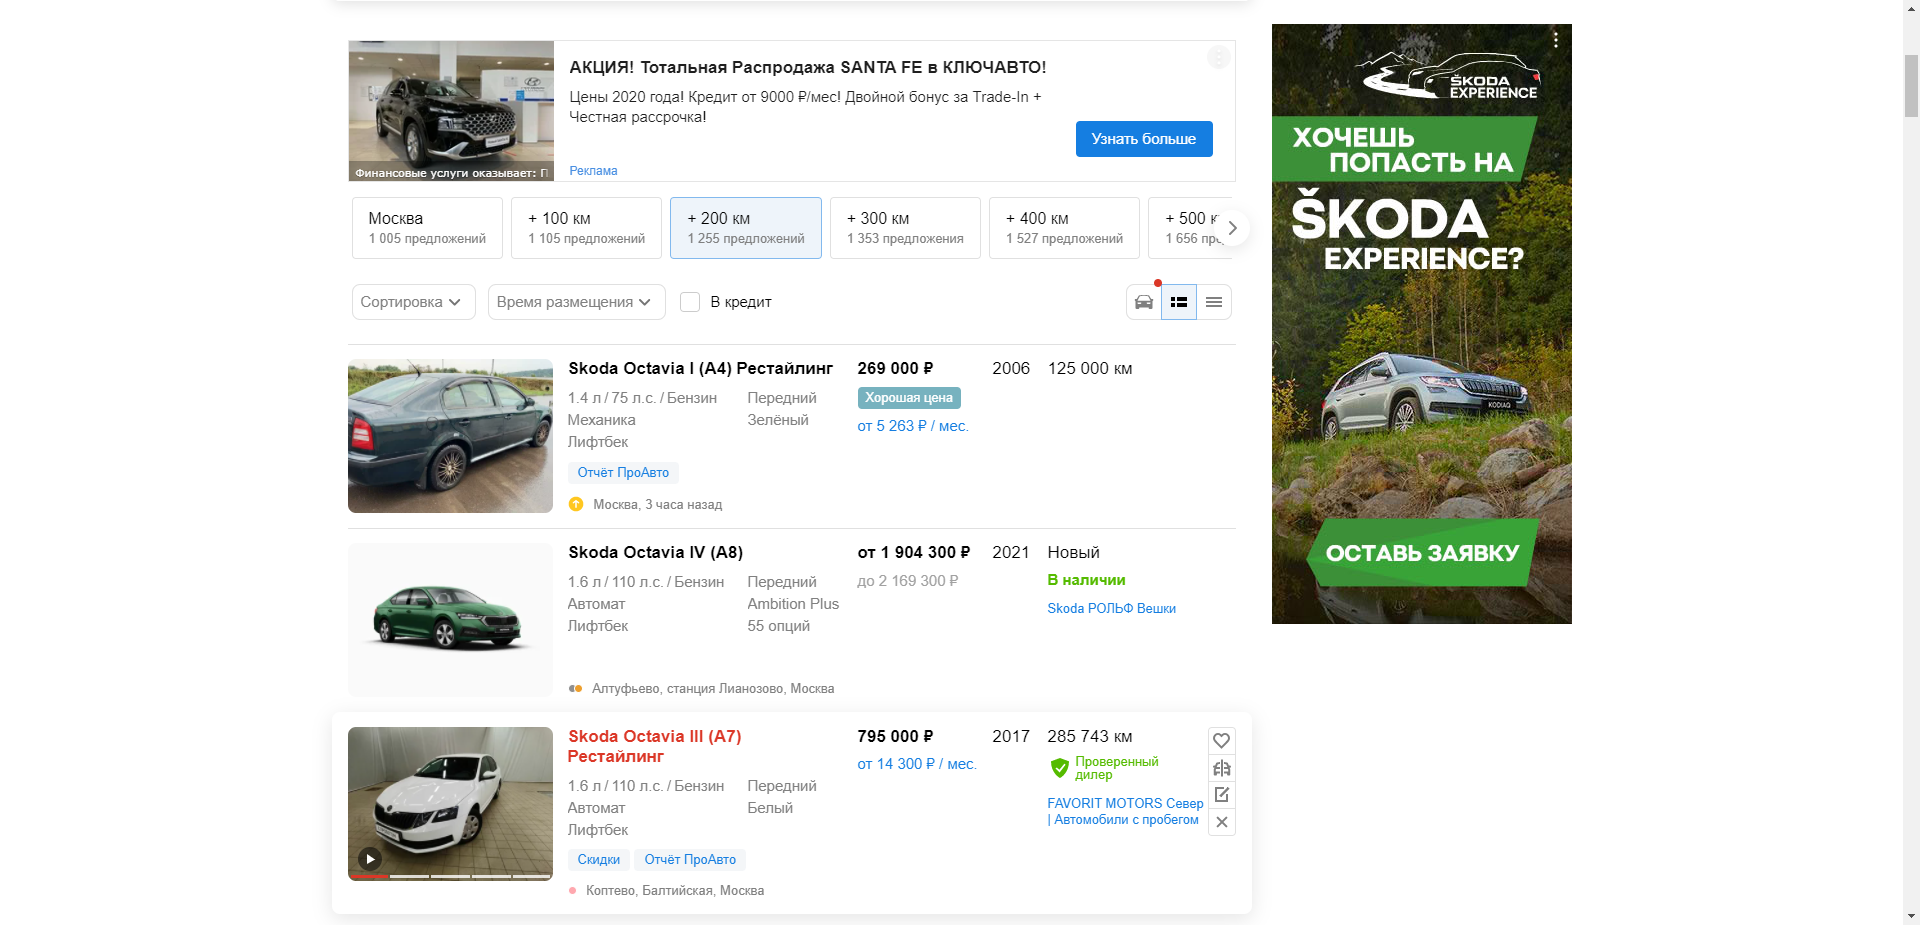 АКЦИЯ! Тотальная Распродажа SANTA FE в КЛЮЧАВТО!
Цены 2020 года! Кредит от 9000 ₽/мес! Двойной бонус за Trade-In +
Честная рассрочка!
Узнать больше
Финансовые услуги оказывает:
Реклама
Москва
1 005 предложений
+ 100 км
1 105 предложений
+ 200 км
1 255 предложений
+ 300 км
1 353 предложения
+ 400 км
1 527 предложений
+ 500
1 656
Сортировка
Время размещения
В кредит
Skoda Octavia I (A4) Рестайлинг
269 000 ₽
2006
125 000 км
1.4 л / 75 л.с. / Бензин
Механика
Лифтбек
Передний
Зелёный
Хорошая цена
от 5 263 ₽ / мес.
Отчёт ПроАвто
Москва, 3 часа назад
Skoda Octavia IV (A8)
от 1 904 300 ₽
2021
Новый
1.6 л / 110 л.с. / Бензин
Автомат
Лифтбек
Передний
Ambition Plus
55 опций
до 2 169 300 ₽
В наличии
Skoda РОЛЬФ Вешки
Алтуфьево, станция Лианозово, Москва
Skoda Octavia III (A7)
Рестайлинг
795 000 ₽
2017
285 743 км
1.6 л / 110 л.с. / Бензин
Автомат
Лифтбек
Передний
Белый
от 14 300 ₽ / мес.
Проверенный
дилер
FAVORIT MOTORS Север
| Автомобили с пробегом
Скидки
Отчёт ПроАвто
Коптево, Балтийская, Москва
ŠKODA
EXPERIENCE
ХОЧЕШЬ
ПОПАСТЬ НА
ŠKODA
EXPERIENCE?
KODIAQ
ОСТАВЬ ЗАЯВКУ